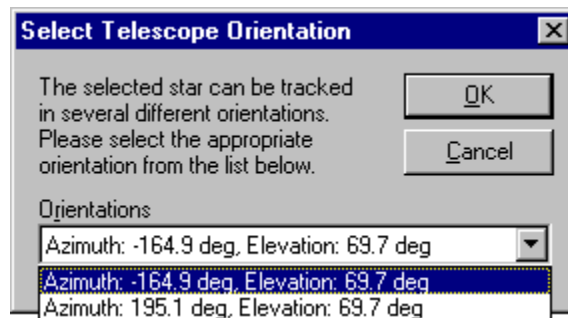 Select Telescope Orientation
The selected star can be tracked
in several different orientations.
Please select the appropriate
orientation from the list below.
OK
Cancel
Orientations
Azimuth: -164.9 deg, Elevation: 69.7 deg
Azimuth: -164.9 deg, Elevation: 69.7 deg
Azimuth: 195.1 deg, Elevation: 69.7 deg